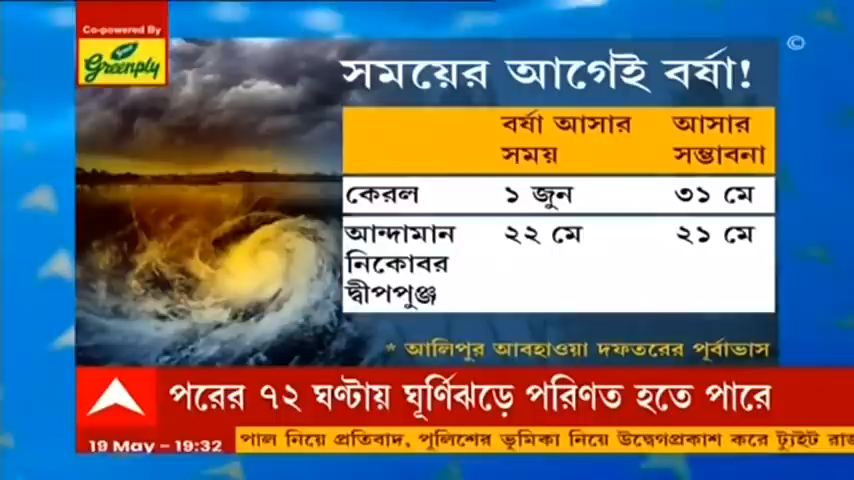 Co-powered By
Greenply
©
সময়ের আগেই বর্ষা!
বর্ষা আসার সময়
আসার সম্ভাবনা
কেরল ১ জুন ৩১ মে
আন্দামান ২২ মে ২১ মে
নিকোবর
দ্বীপপুঞ্জ
* আলিপুর আবহাওয়া দফতরের পূর্বাভাস
পরের ৭২ ঘণ্টায় ঘূর্ণিঝড়ে পরিণত হতে পারে
19 May – 19:32
পাল নিয়ে প্রতিবাদ, পুলিশের ভূমিকা নিয়ে উদ্বেগপ্রকাশ করে ট্যুইট রাজ